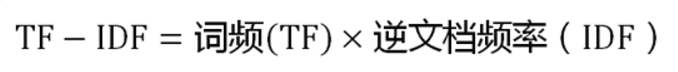 TF − IDF = 词频(TF) × 逆文档频率（IDF）